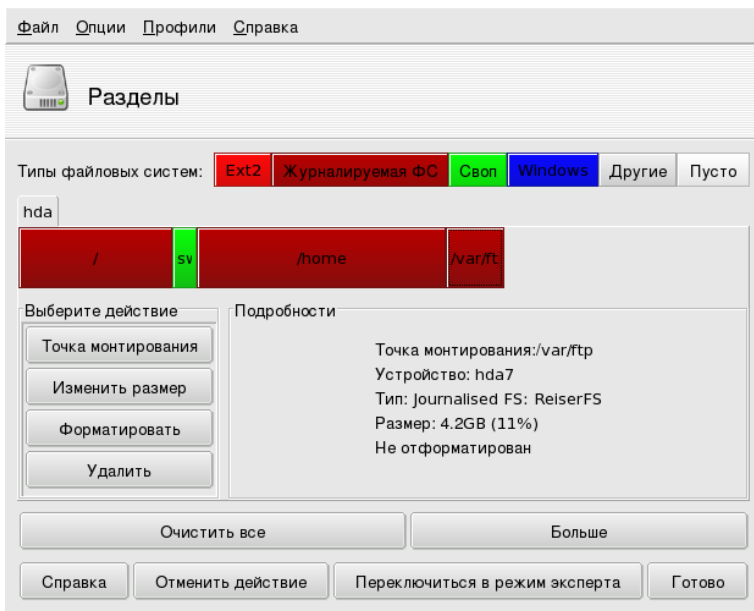 Файл Опции Профили Справка
Разделы
Типы файловых систем: Ext2 Журналируемая ФС Своп Windows Другие Пусто
hda
/ sw /home /var/ft
Выберите действие
Подробности
Точка монтирования
Изменить размер
Форматировать
Удалить
Точка монтирования:/var/ftp
Устройство: hda7
Тип: Journalised FS: ReiserFS
Размер: 4.2GB (11%)
Не отформатирован
Очистить все Больше
Справка Отменить действие Переключиться в режим эксперта Готово